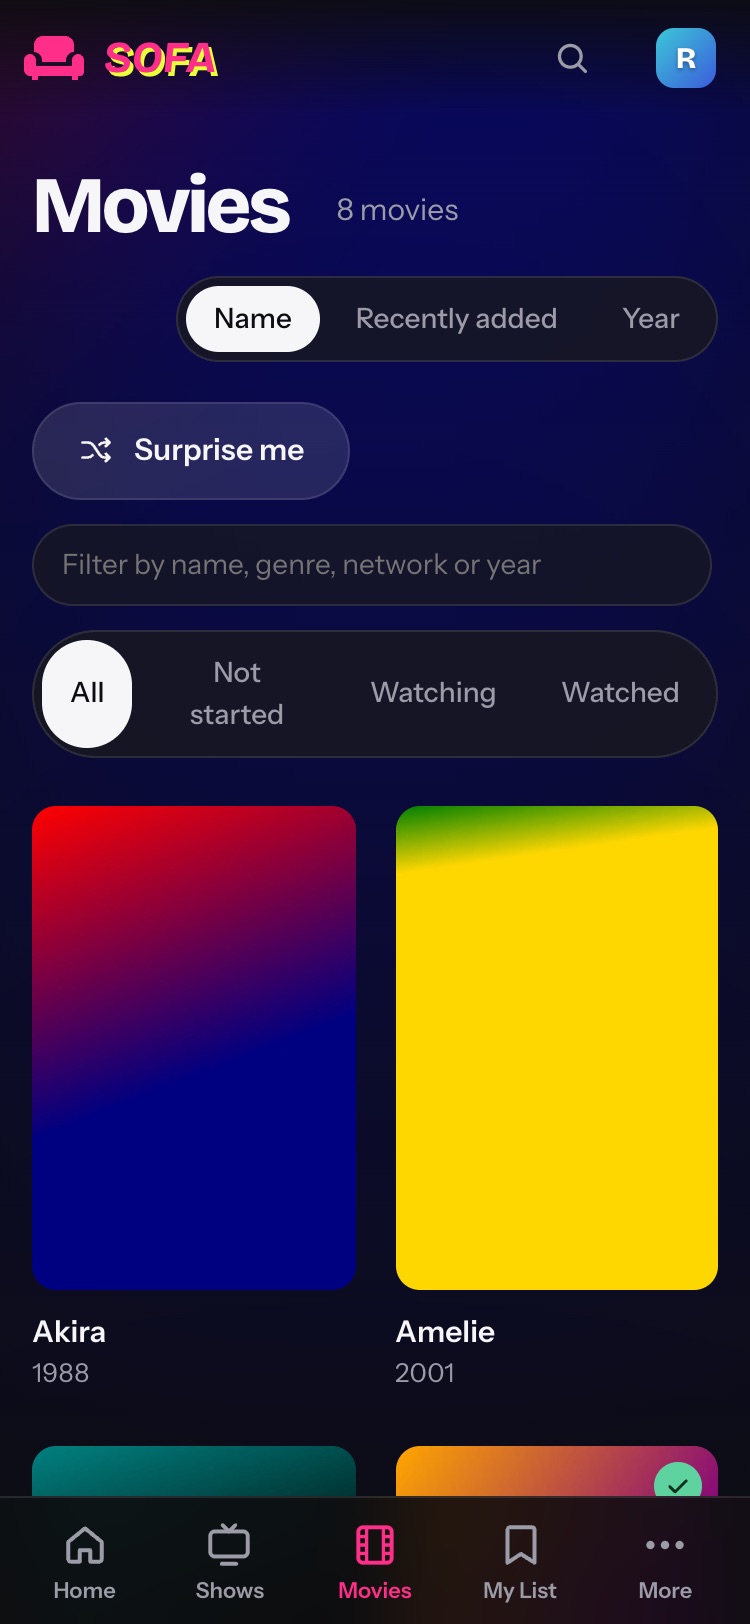 SOFA
R
Movies 8 movies
Name Recently added Year
Surprise me
Filter by name, genre, network or year
All Not started Watching Watched
Akira
1988
Amelie
2001
Home Shows Movies My List More